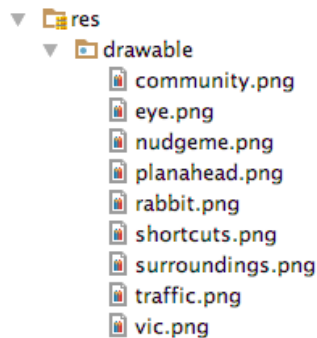 res
drawable
community.png
eye.png
nudgeme.png
planahead.png
rabbit.png
shortcuts.png
surroundings.png
traffic.png
vic.png